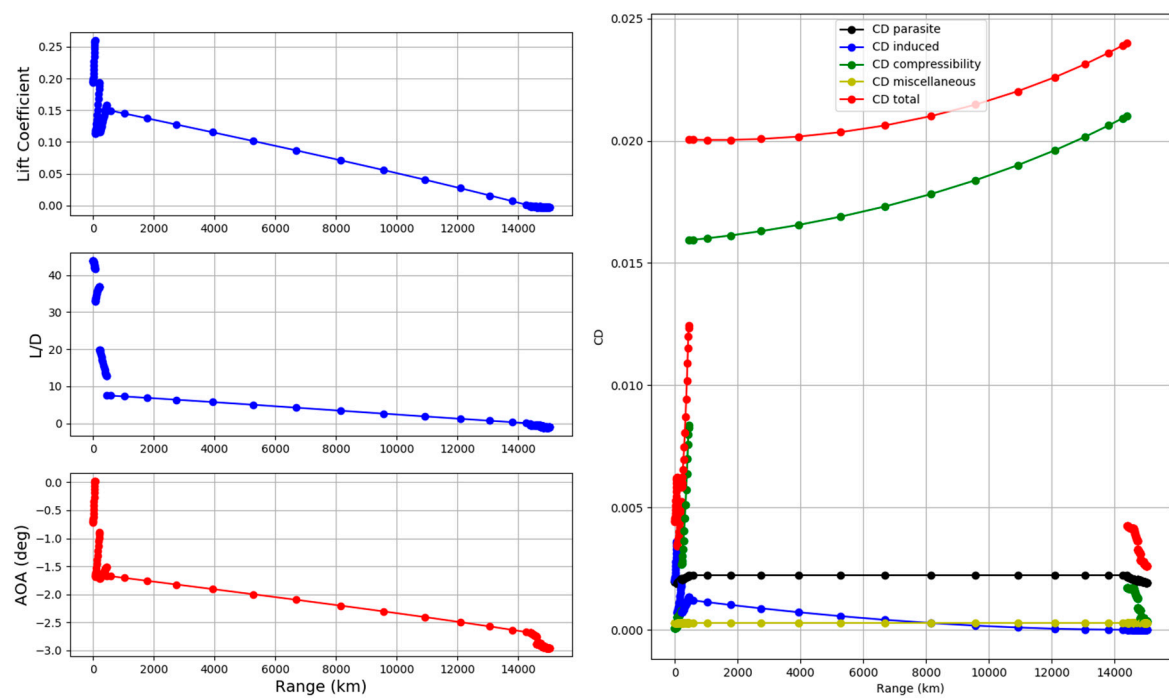 Lift Coefficient
0.25
0.20
0.15
0.10
0.05
0.00
0 2000 4000 6000 8000 10000 12000 14000
L/D
40
30
20
10
0
0 2000 4000 6000 8000 10000 12000 14000
AOA (deg)
0.0
−0.5
−1.0
−1.5
−2.0
−2.5
−3.0
0 2000 4000 6000 8000 10000 12000 14000
Range (km)
CD parasite
CD induced
CD compressibility
CD miscellaneous
CD total
CD
0.025
0.020
0.015
0.010
0.005
0.000
0 2000 4000 6000 8000 10000 12000 14000
Range (km)